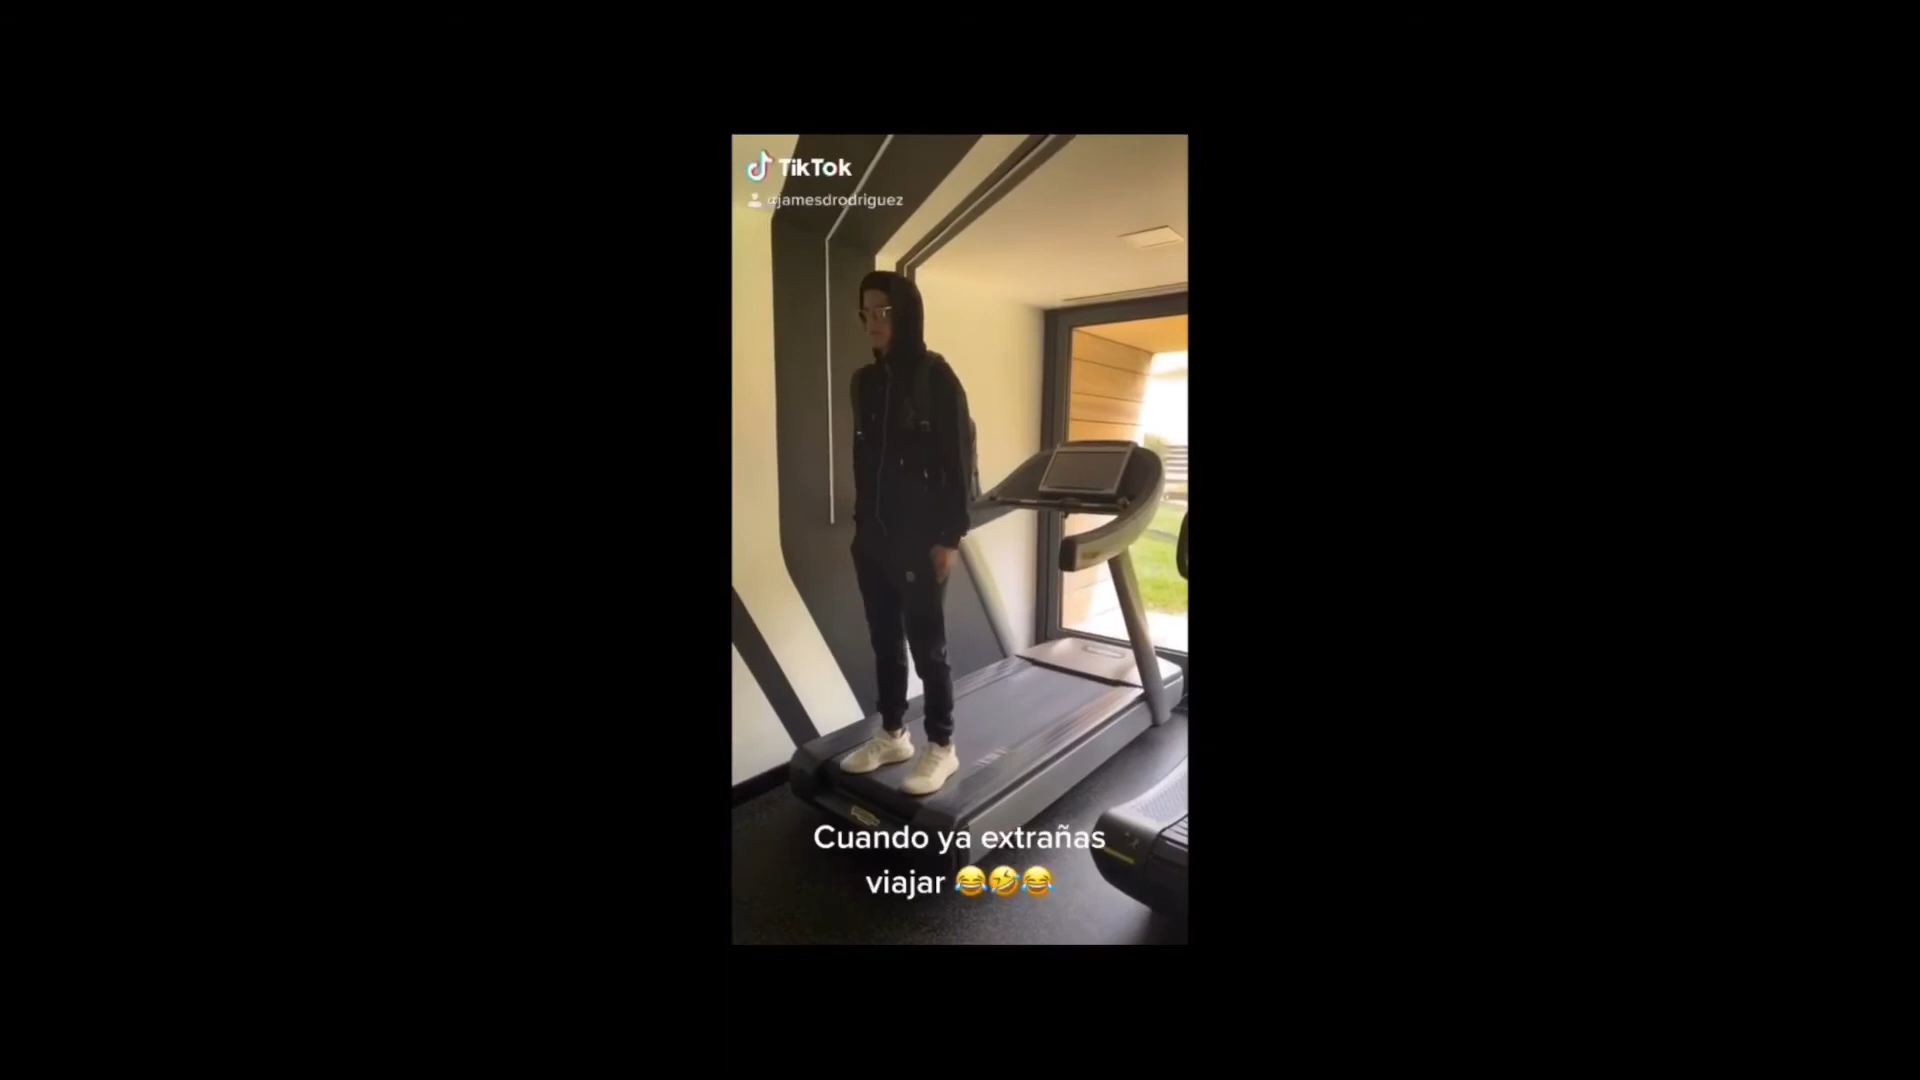 TikTok
@jamesdrodriguez
Cuando ya extrañas
viajar 😂🤣😂